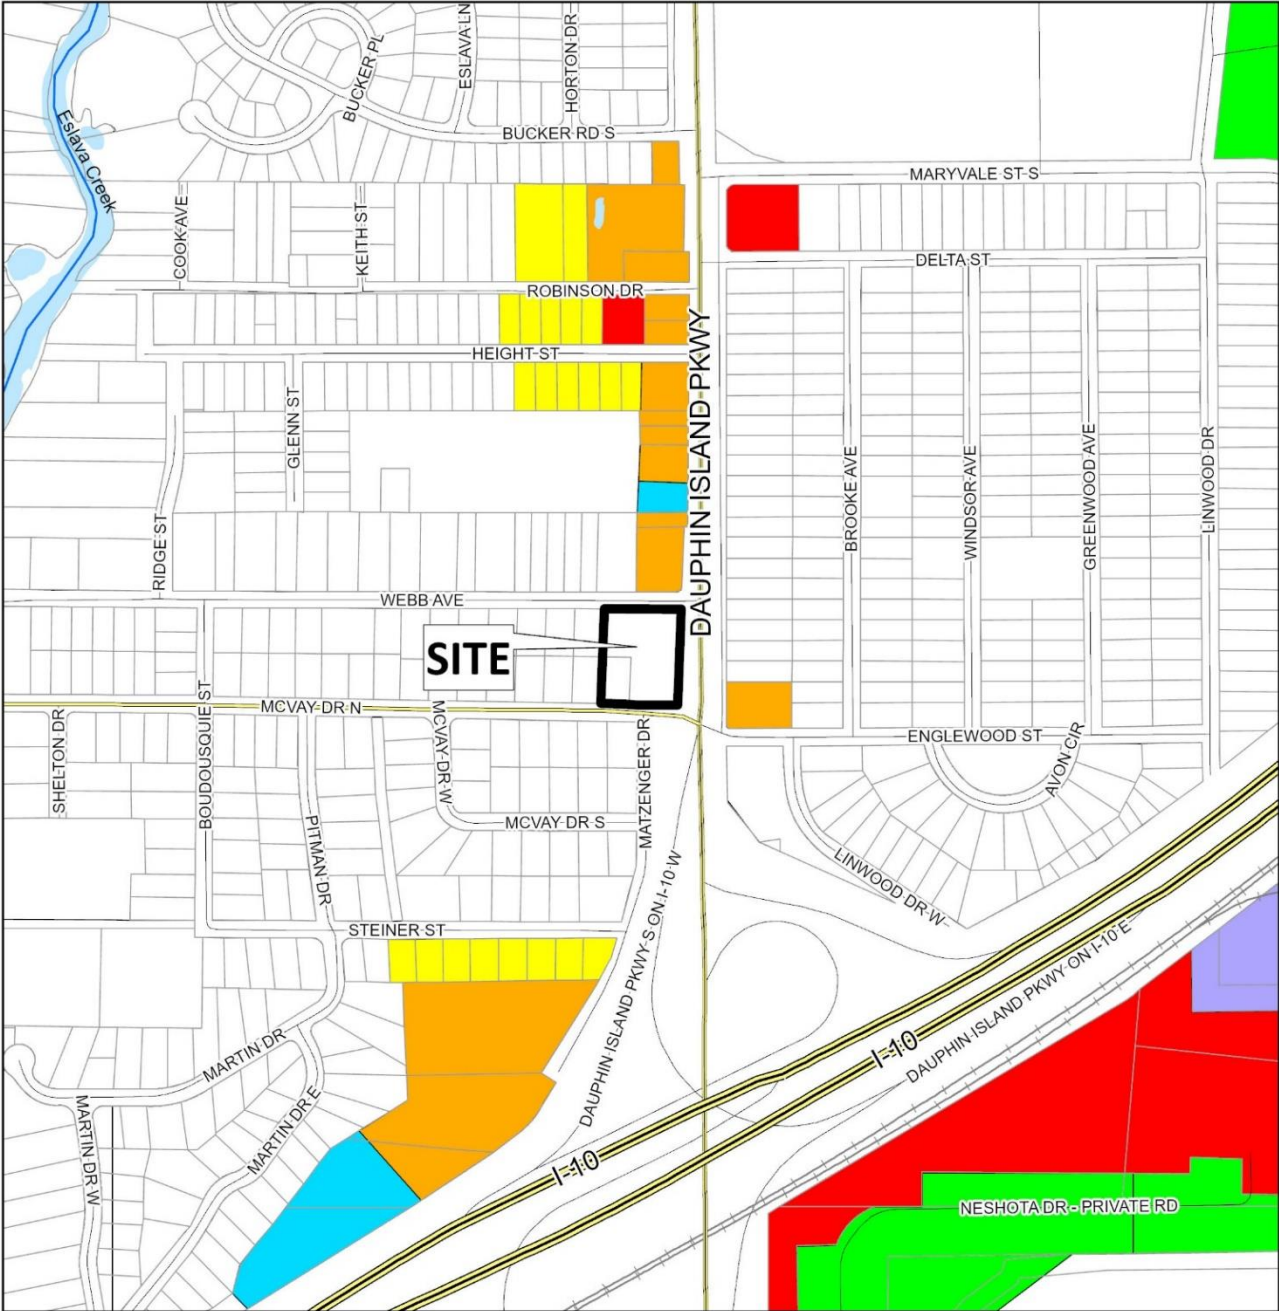 BUCKER PL
ESLAVA LN
HORTON DR
BUCKER RD S
Eslava Creek
MARYVALE ST S
COOK AVE
KEITH ST
DELTA ST
ROBINSON DR
HEIGHT ST
DAUPHIN ISLAND PKWY
GLENN ST
RIDGE ST
BROOKE AVE
WINDSOR AVE
GREENWOOD AVE
LINWOOD DR
WEBB AVE
SITE
SHELTON DR
BOUDOUSQUIE ST
MCVAY DR N
MCVAY DR W
MATZENGER DR
ENGLEWOOD ST
AVON CIR
PITMAN DR
MCVAY DR S
LINWOOD DR W
STEINER ST
DAUPHIN ISLAND PKWY S ON I-10 W
DAUPHIN ISLAND PKWY ON I-10 E
I-10
MARTIN DR
MARTIN DR E
MARTIN DR W
I-10
NESHOTA DR - PRIVATE RD